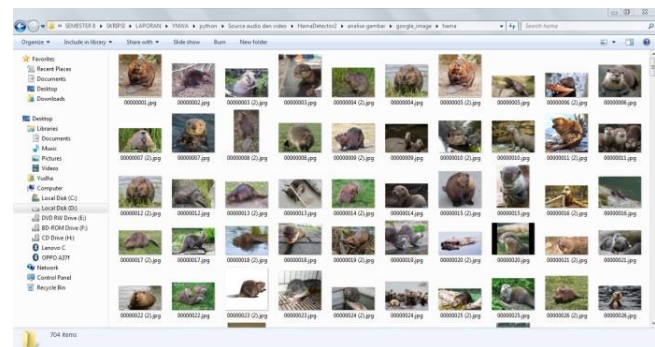 « SEMESTER 8 ▸ SKRIPSI ▸ LAPORAN ▸ YNWA ▸ python ▸ Source audio den video ▸ HamaDetector2 ▸ analisa gambar ▸ google_image ▸ hama
Search hama
Organize Include in library Share with Slide show Burn New folder
Favorites
Recent Places
Documents
Desktop
Downloads
Desktop
Libraries
Documents
Music
Pictures
Videos
Yudha
Computer
Local Disk (C:)
Local Disk (D:)
DVD RW Drive (E:)
BD-ROM Drive (F:)
CD Drive (H:)
Lenovo C
OPPO A37f
Network
Control Panel
Recycle Bin
00000001.jpg 00000002.jpg 00000003 (2).jpg 00000003.jpg 00000004 (2).jpg 00000004.jpg 00000005 (2).jpg 00000005.jpg 00000006 (2).jpg 00000006.jpg
00000007 (2).jpg 00000007.jpg 00000008 (2).jpg 00000008.jpg 00000009 (2).jpg 00000009.jpg 00000010 (2).jpg 00000010.jpg 00000011 (2).jpg 00000011.jpg
00000012 (2).jpg 00000012.jpg 00000013 (2).jpg 00000013.jpg 00000014 (2).jpg 00000014.jpg 00000015 (2).jpg 00000015.jpg 00000016 (2).jpg 00000016.jpg
00000017 (2).jpg 00000017.jpg 00000018 (2).jpg 00000018.jpg 00000019 (2).jpg 00000019.jpg 00000020 (2).jpg 00000020.jpg 00000021 (2).jpg 00000021.jpg
00000022 (2).jpg 00000022.jpg 00000023 (2).jpg 00000023.jpg 00000024 (2).jpg 00000024.jpg 00000025 (2).jpg 00000025.jpg 00000026 (2).jpg 00000026.jpg
704 items